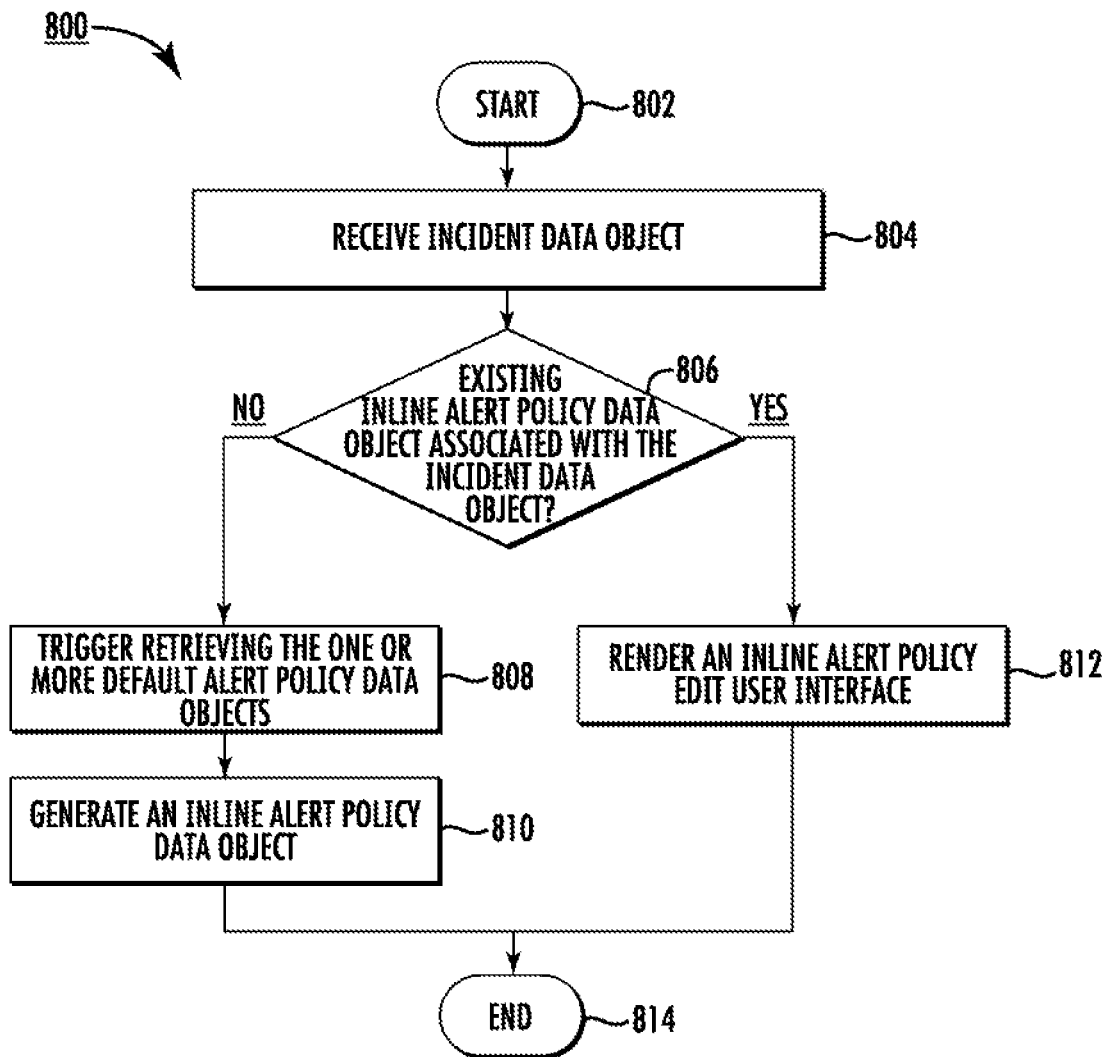 800
START
802
RECEIVE INCIDENT DATA OBJECT
804
EXISTING
INLINE ALERT POLICY DATA
OBJECT ASSOCIATED WITH THE
INCIDENT DATA
OBJECT?
806
NO
YES
TRIGGER RETRIEVING THE ONE OR
MORE DEFAULT ALERT POLICY DATA
OBJECTS
808
RENDER AN INLINE ALERT POLICY
EDIT USER INTERFACE
812
GENERATE AN INLINE ALERT POLICY
DATA OBJECT
810
END
814